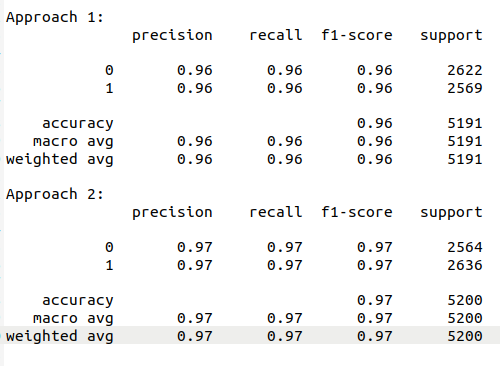 Approach 1:
precision recall f1-score support
0 0.96 0.96 0.96 2622
1 0.96 0.96 0.96 2569
accuracy 0.96 5191
macro avg 0.96 0.96 0.96 5191
weighted avg 0.96 0.96 0.96 5191
Approach 2:
precision recall f1-score support
0 0.97 0.97 0.97 2564
1 0.97 0.97 0.97 2636
accuracy 0.97 5200
macro avg 0.97 0.97 0.97 5200
weighted avg 0.97 0.97 0.97 5200